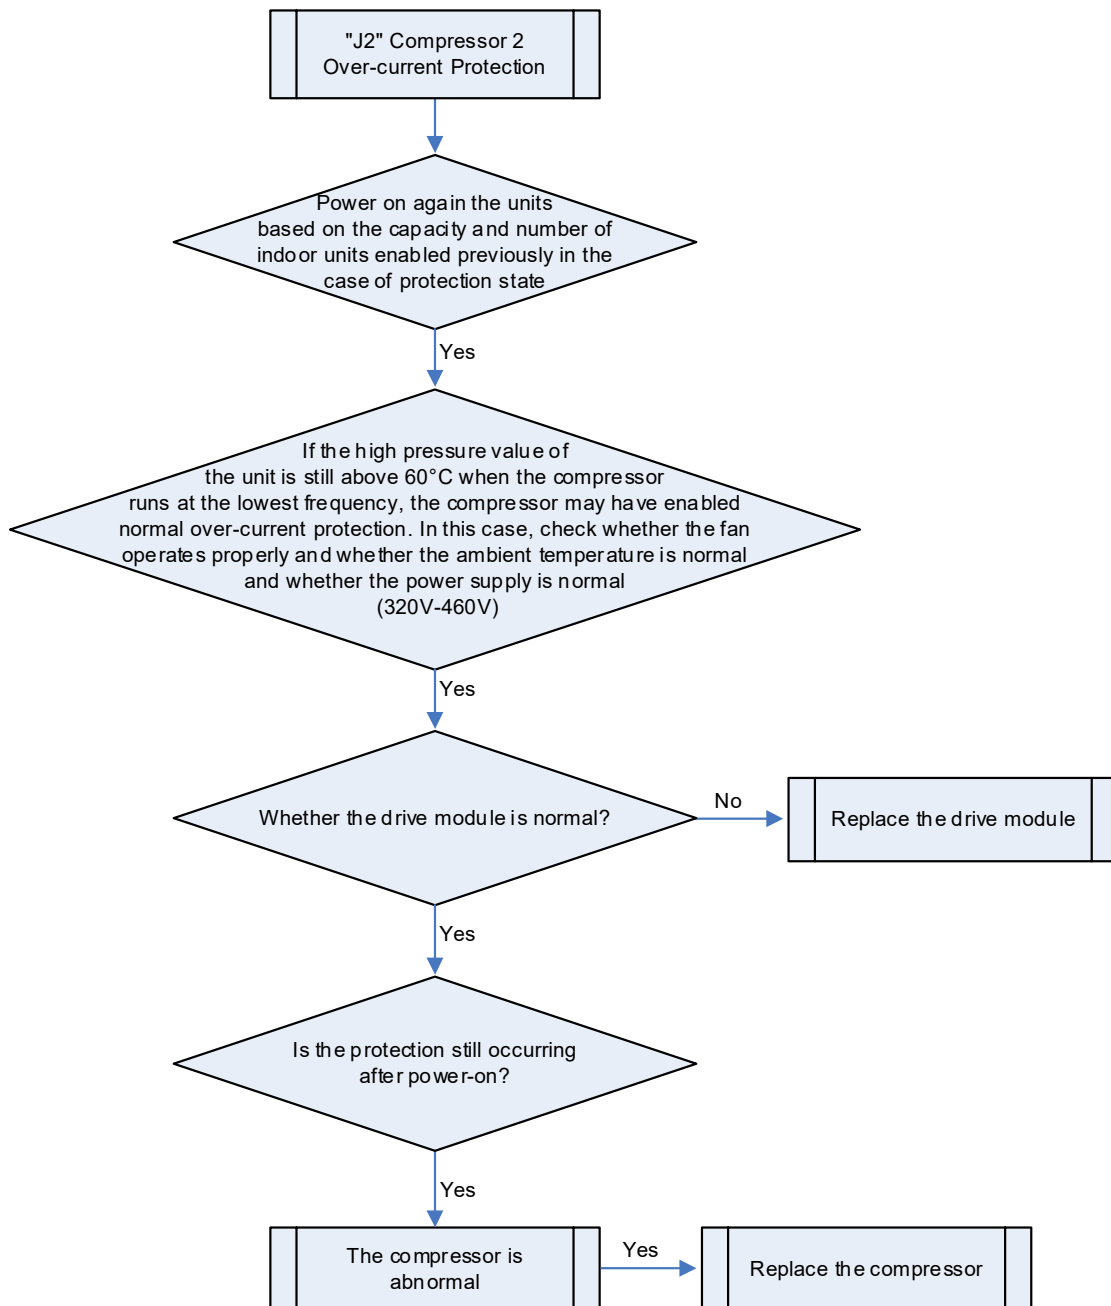 "J2" Compressor 2
Over-current Protection
Power on again the units
based on the capacity and number of
indoor units enabled previously in the
case of protection state
Yes
If the high pressure value of
the unit is still above 60°C when the compressor
runs at the lowest frequency, the compressor may have enabled
normal over-current protection. In this case, check whether the fan
operates properly and whether the ambient temperature is normal
and whether the power supply is normal
(320V-460V)
Yes
Whether the drive module is normal?
No
Replace the drive module
Yes
Is the protection still occurring
after power-on?
Yes
The compressor is
abnormal
Yes
Replace the compressor